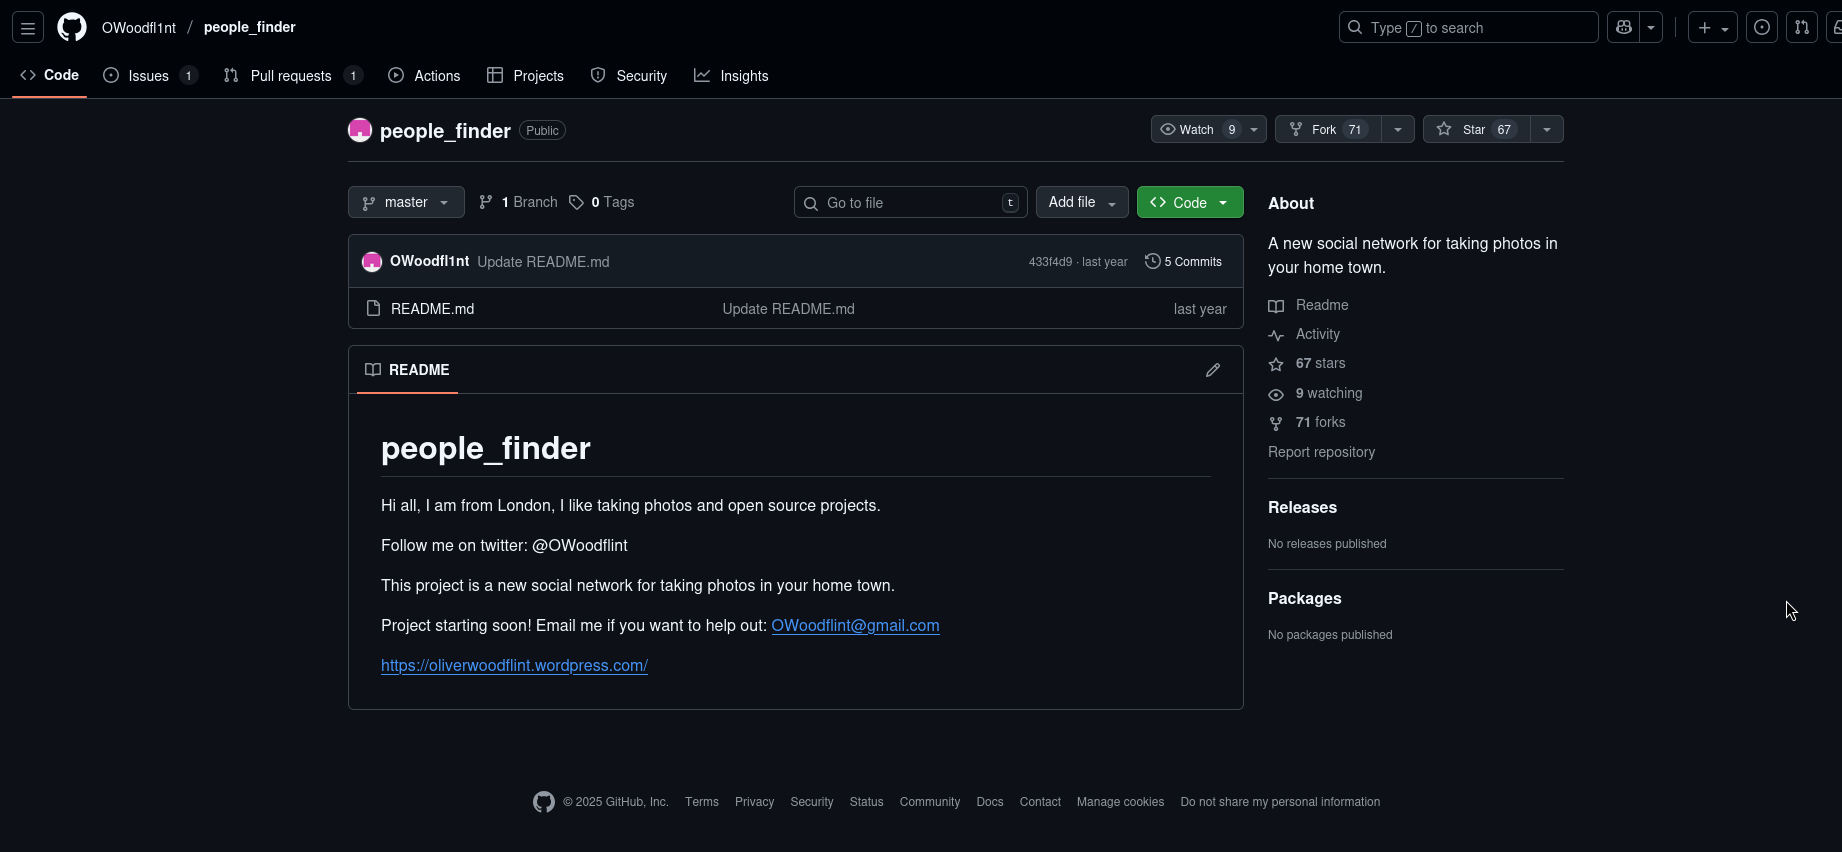 OWoodfl1nt / people_finder
Type / to search
Code Issues 1 Pull requests 1 Actions Projects Security Insights
people_finder Public
Watch 9 Fork 71 Star 67
master 1 Branch 0 Tags Go to file t Add file Code
OWoodfl1nt Update README.md 433f4d9 · last year 5 Commits
README.md Update README.md last year
README
people_finder
Hi all, I am from London, I like taking photos and open source projects.
Follow me on twitter: @OWoodflint
This project is a new social network for taking photos in your home town.
Project starting soon! Email me if you want to help out: OWoodflint@gmail.com
https://oliverwoodflint.wordpress.com/
About
A new social network for taking photos in
your home town.
Readme
Activity
67 stars
9 watching
71 forks
Report repository
Releases
No releases published
Packages
No packages published
© 2025 GitHub, Inc. Terms Privacy Security Status Community Docs Contact Manage cookies Do not share my personal information